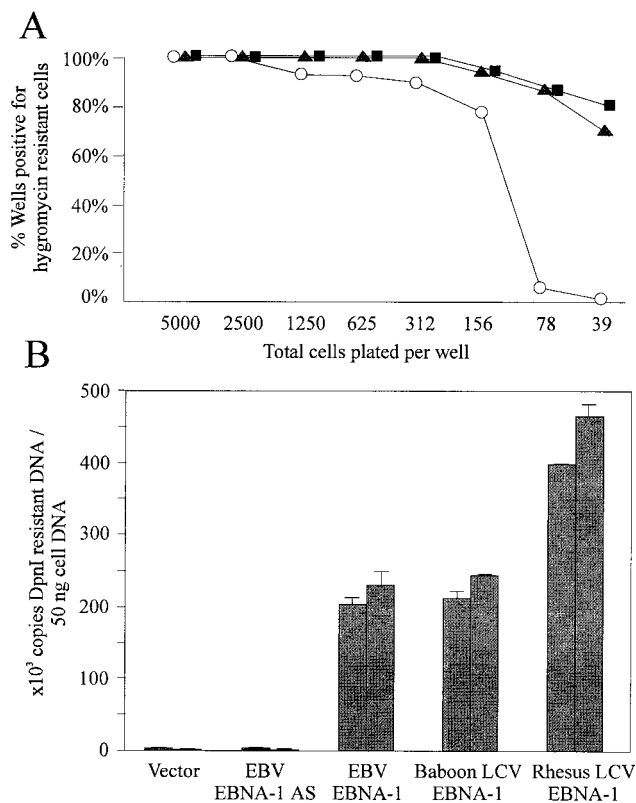 A
% Wells positive for
hygromycin resistant cells
100%
80%
60%
40%
20%
0%
5000 2500 1250 625 312 156 78 39
Total cells plated per well
B
x10³ copies DpnI resistant DNA /
50 ng cell DNA
500
400
300
200
100
0
Vector EBV EBV Baboon LCV Rhesus LCV
EBNA-1 AS EBNA-1 EBNA-1 EBNA-1